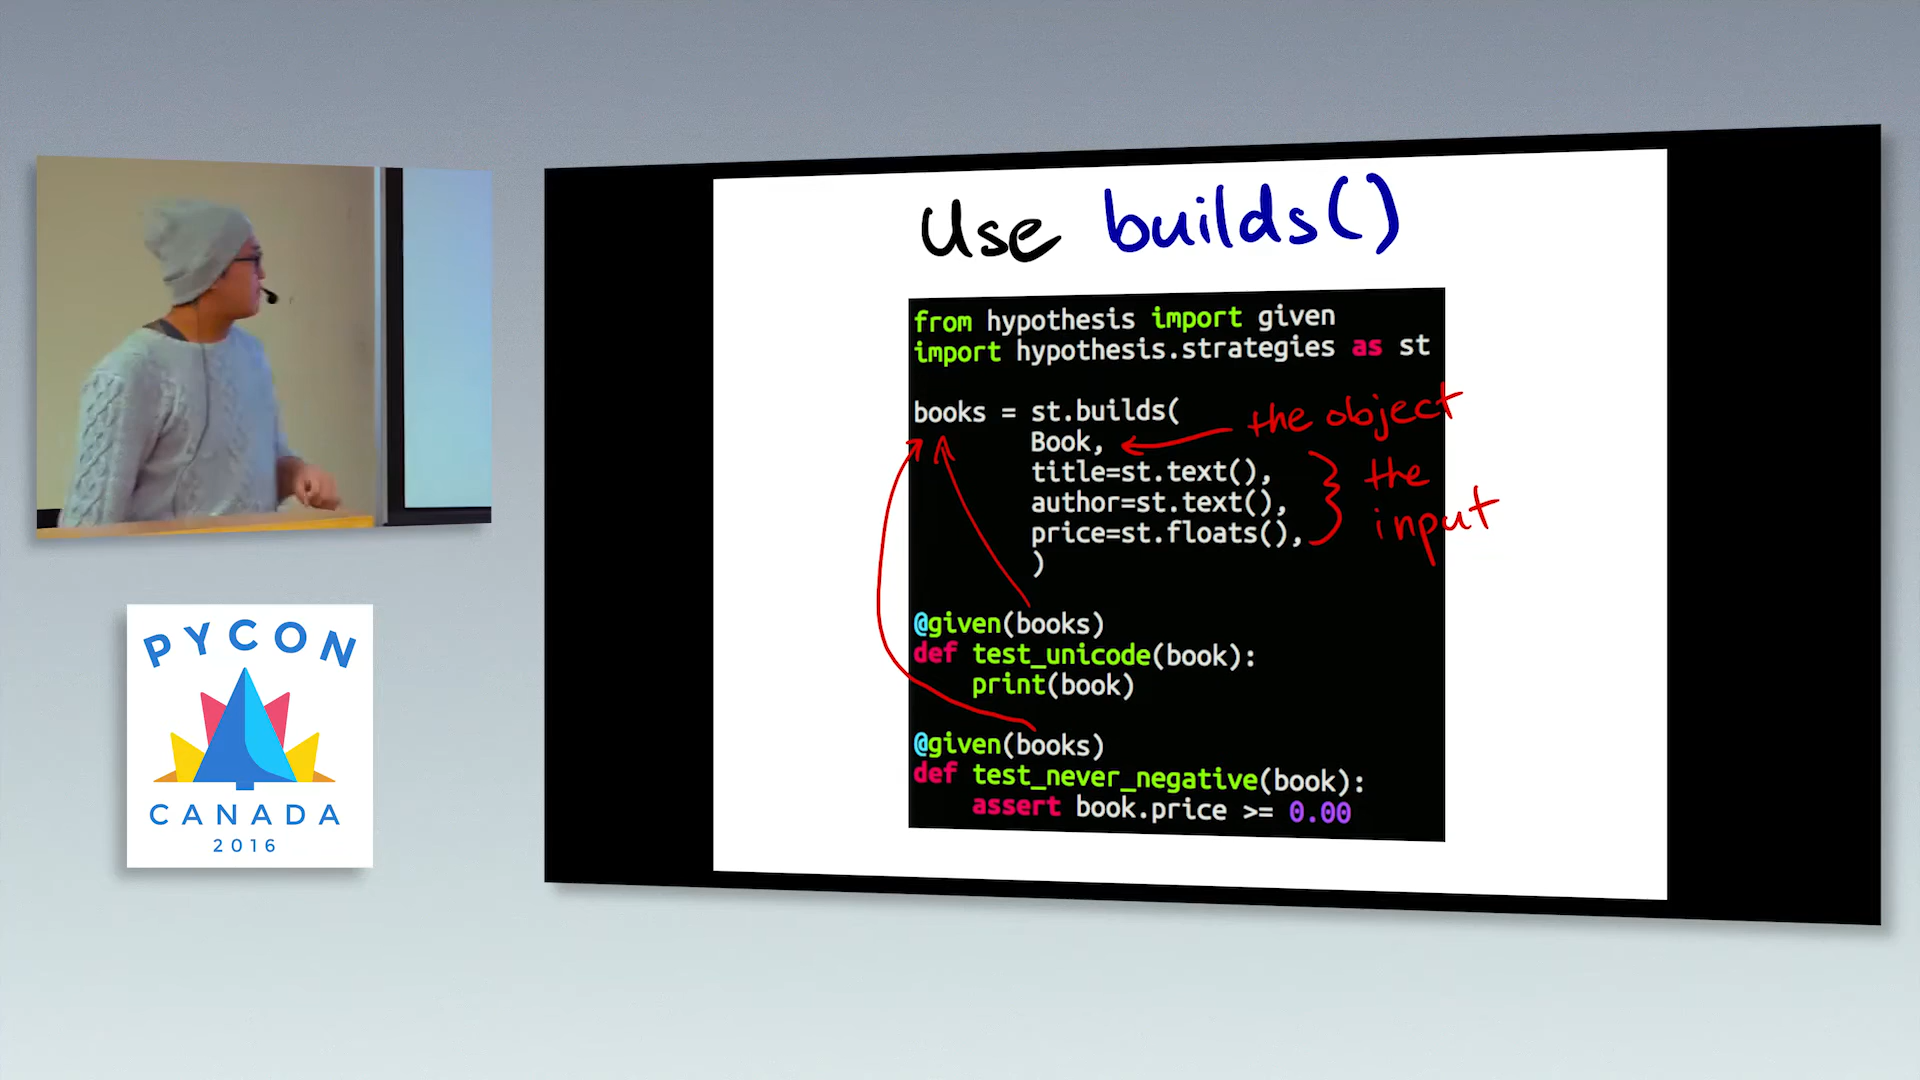 Use builds()
from hypothesis import given
import hypothesis.strategies as st
books = st.builds(
Book,
title=st.text(),
author=st.text(),
price=st.floats(),
)
the object
the
input
@given(books)
def test_unicode(book):
print(book)
@given(books)
def test_never_negative(book):
assert book.price >= 0.00
PYCON
CANADA
2016